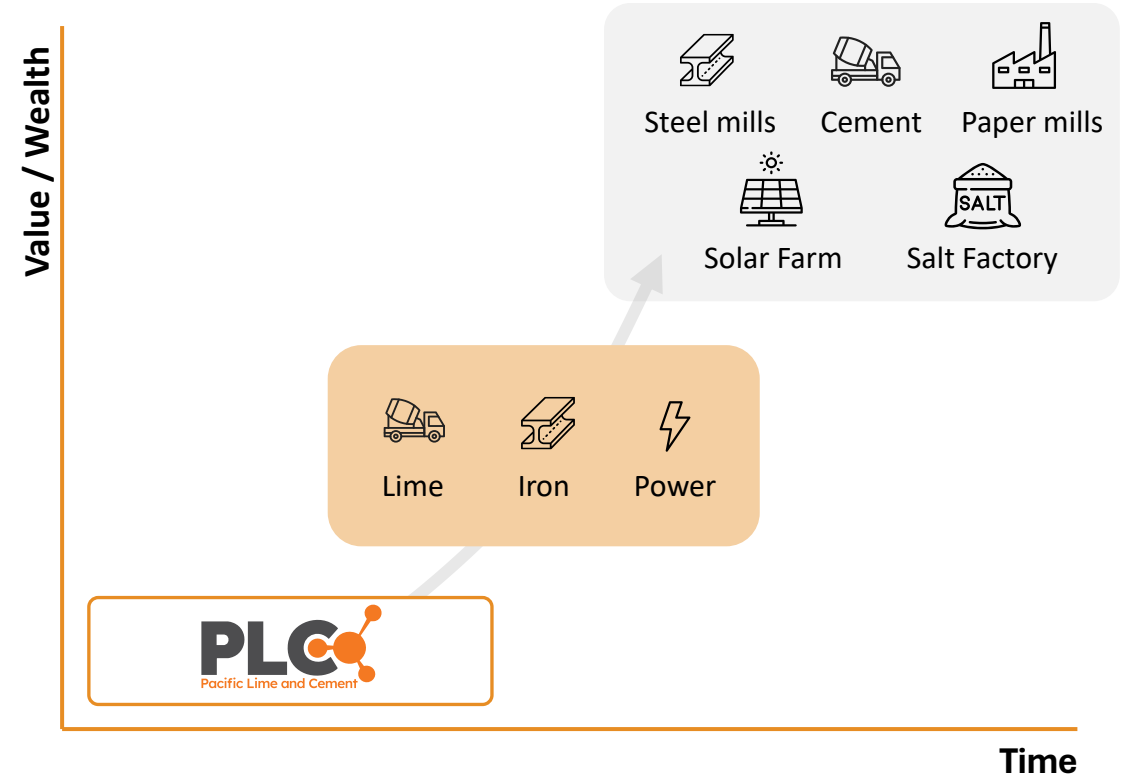 Value / Wealth
Steel mills
Cement
Paper mills
SALT
Solar Farm
Salt Factory
Lime
Iron
Power
PLC
Pacific Lime and Cement
Time